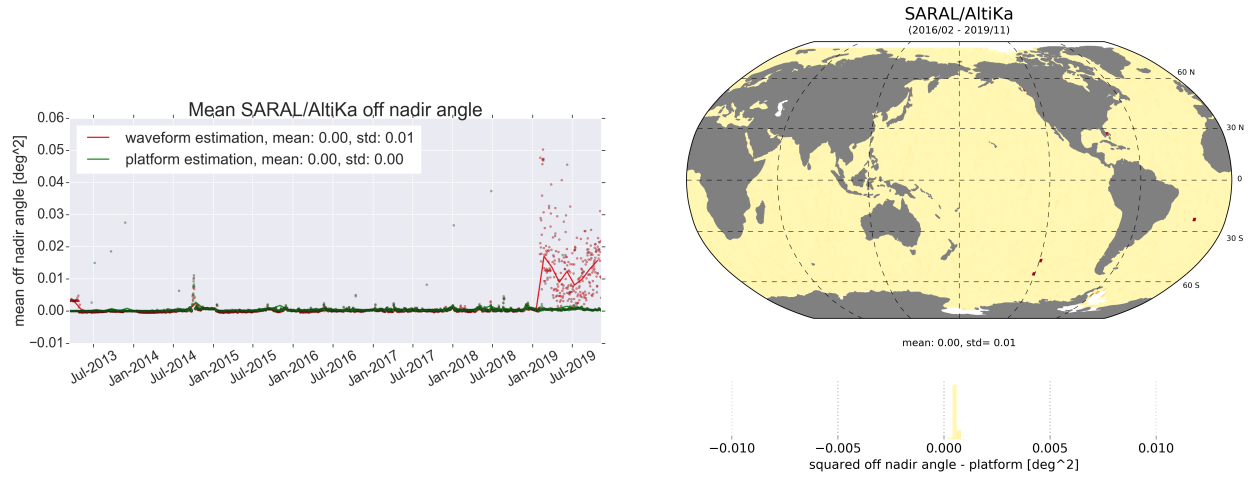 Mean SARAL/AltiKa off nadir angle
mean off nadir angle [deg^2]
0.06
0.05
0.04
0.03
0.02
0.01
0.00
−0.01
waveform estimation, mean: 0.00, std: 0.01
platform estimation, mean: 0.00, std: 0.00
Jul-2013 Jan-2014 Jul-2014 Jan-2015 Jul-2015 Jan-2016 Jul-2016 Jan-2017 Jul-2017 Jan-2018 Jul-2018 Jan-2019 Jul-2019
SARAL/AltiKa
(2016/02 - 2019/11)
60 N
30 N
0
30 S
60 S
mean: 0.00, std= 0.01
−0.010 −0.005 0.000 0.005 0.010
squared off nadir angle - platform [deg^2]